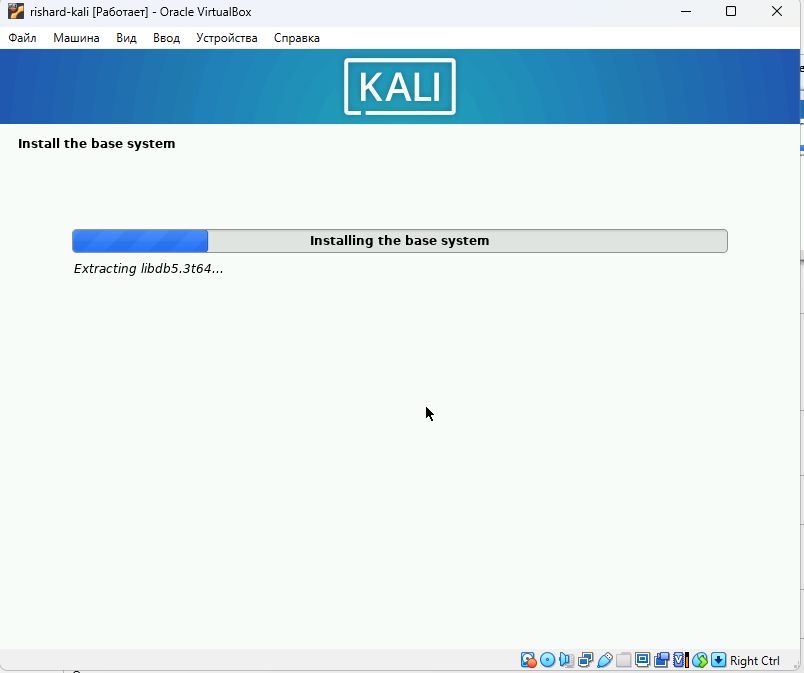 rishard-kali [Работает] - Oracle VirtualBox
Файл Машина Вид Ввод Устройства Справка
KALI
Install the base system
Installing the base system
Extracting libdb5.3t64...
Right Ctrl